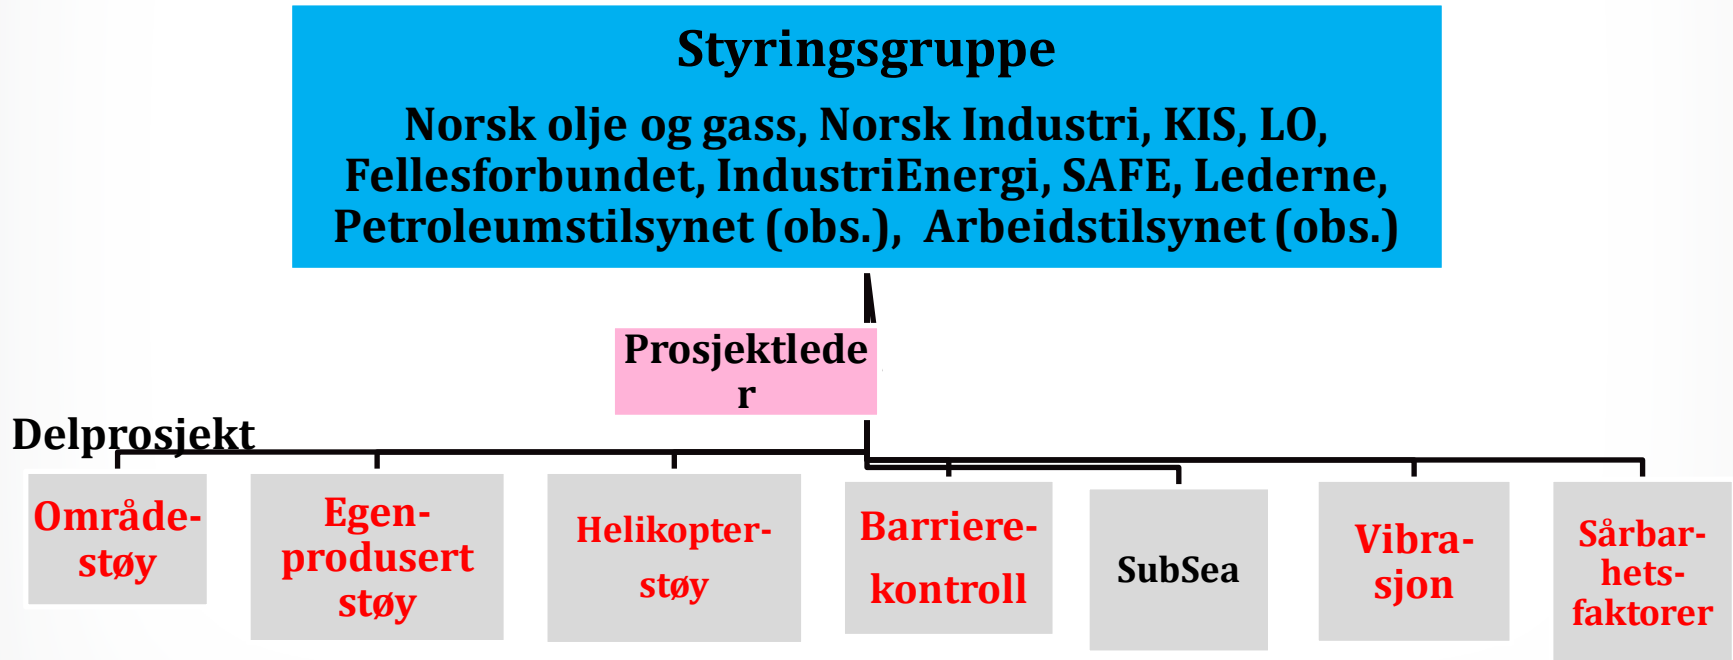 Styringsgruppe
Norsk olje og gass, Norsk Industri, KIS, LO,
Fellesforbundet, IndustriEnergi, SAFE, Lederne,
Petroleumstilsynet (obs.), Arbeidstilsynet (obs.)
Prosjektlede
r
Delprosjekt
Område-
støy
Egen-
produsert
støy
Helikopter-
støy
Barriere-
kontroll
SubSea
Vibra-
sjon
Sårbar-
hets-
faktorer